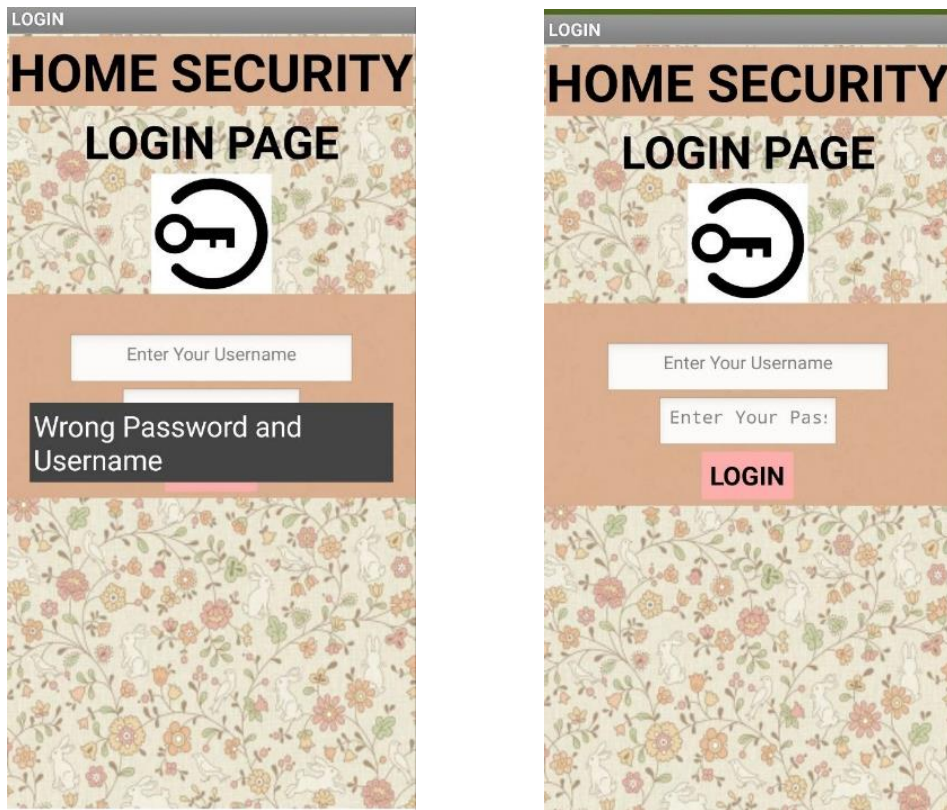 LOGIN
HOME SECURITY
LOGIN PAGE
Enter Your Username
Wrong Password and
Username
LOGIN
HOME SECURITY
LOGIN PAGE
Enter Your Username
Enter Your Pas
LOGIN